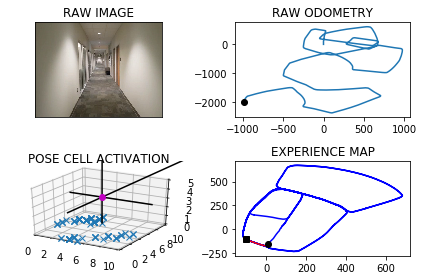 RAW IMAGE
RAW ODOMETRY
0
−1000
−2000
−1000 −500 0 500 1000
POSE CELL ACTIVATION
5
4
3
2
1
0
0 2 4 6 8 10
0 2 4 6 8 10
EXPERIENCE MAP
500
250
0
−250
0 200 400 600